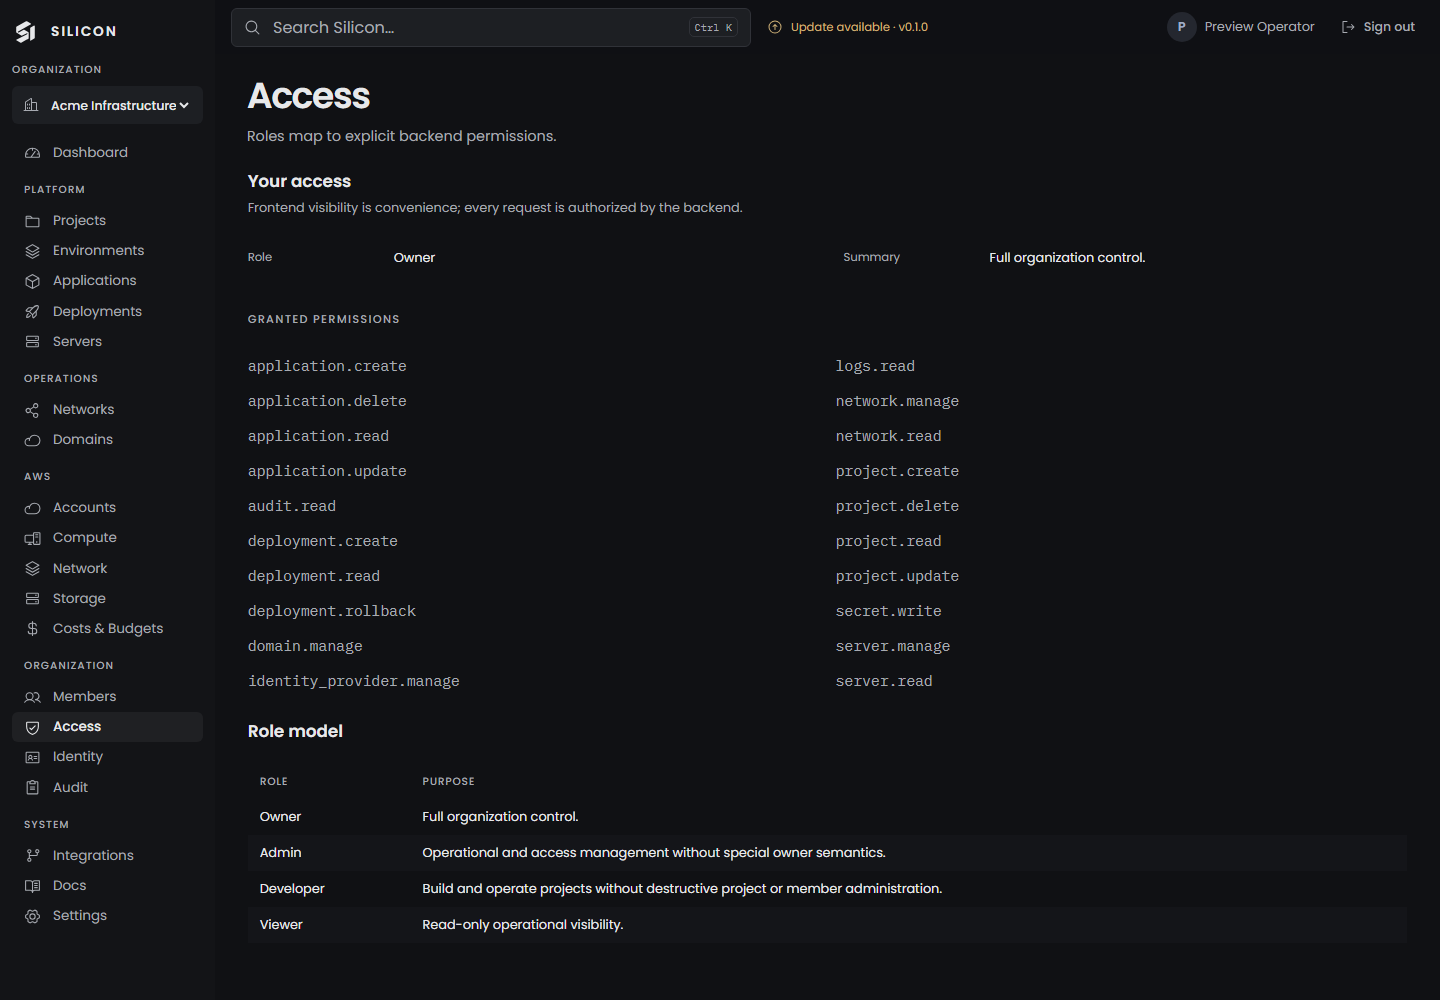 SILICON
Search Silicon...
Ctrl K
Update available · v0.1.0
P
Preview Operator
Sign out
ORGANIZATION
Acme Infrastructure
Dashboard
PLATFORM
Projects
Environments
Applications
Deployments
Servers
OPERATIONS
Networks
Domains
AWS
Accounts
Compute
Network
Storage
Costs & Budgets
ORGANIZATION
Members
Access
Identity
Audit
SYSTEM
Integrations
Docs
Settings
Access
Roles map to explicit backend permissions.
Your access
Frontend visibility is convenience; every request is authorized by the backend.
Role
Owner
Summary
Full organization control.
GRANTED PERMISSIONS
application.create
application.delete
application.read
application.update
audit.read
deployment.create
deployment.read
deployment.rollback
domain.manage
identity_provider.manage
logs.read
network.manage
network.read
project.create
project.delete
project.read
project.update
secret.write
server.manage
server.read
Role model
ROLE PURPOSE
Owner Full organization control.
Admin Operational and access management without special owner semantics.
Developer Build and operate projects without destructive project or member administration.
Viewer Read-only operational visibility.